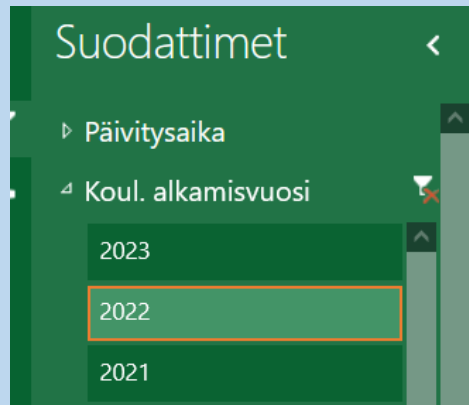 Suodattimet
Päivitysaika
Koul. alkamisvuosi
2023
2022
2021